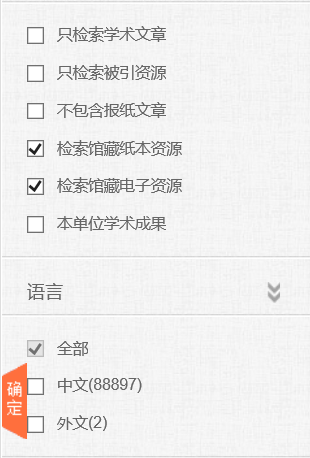 只检索学术文章
只检索被引资源
不包含报纸文章
检索馆藏纸本资源
检索馆藏电子资源
本单位学术成果
语言
全部
中文(88897)
确定
外文(2)